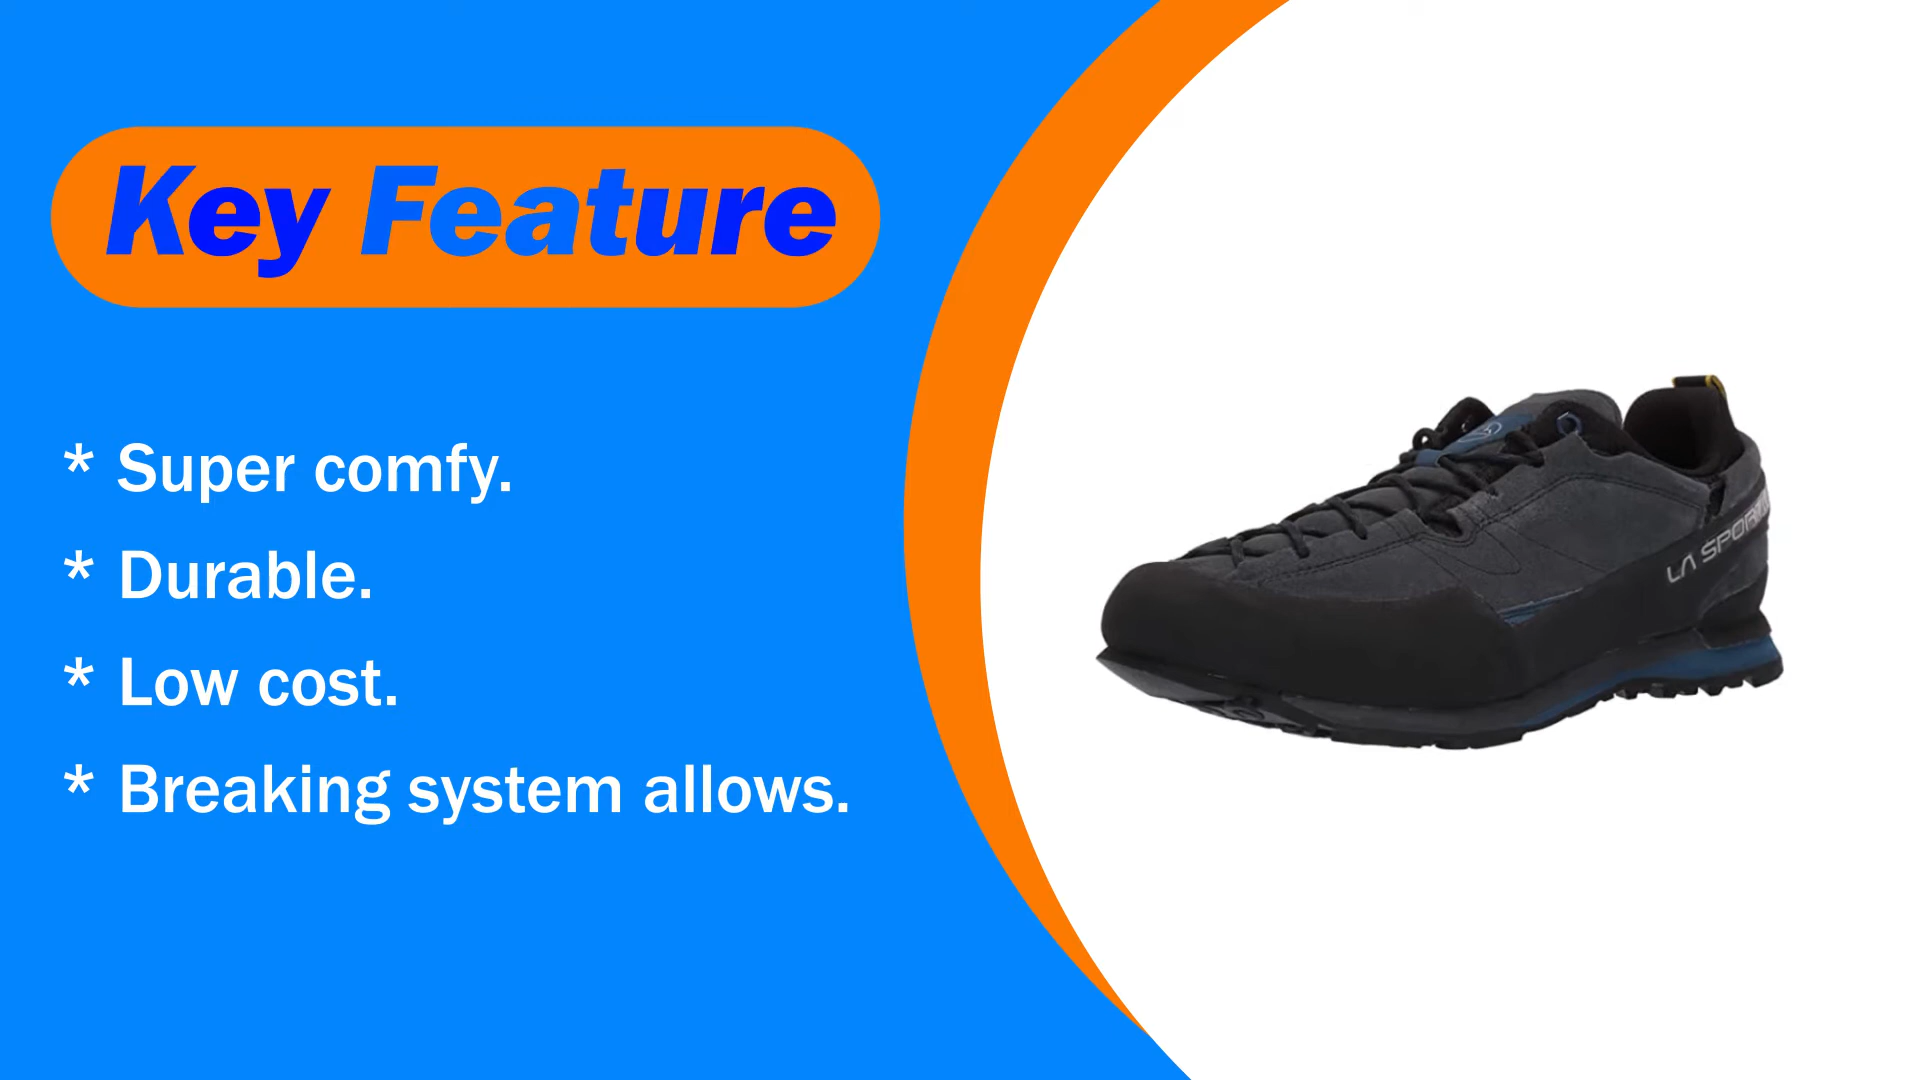 Key Feature
* Super comfy.
* Durable.
* Low cost.
* Breaking system allows.
LA SPORTIVA